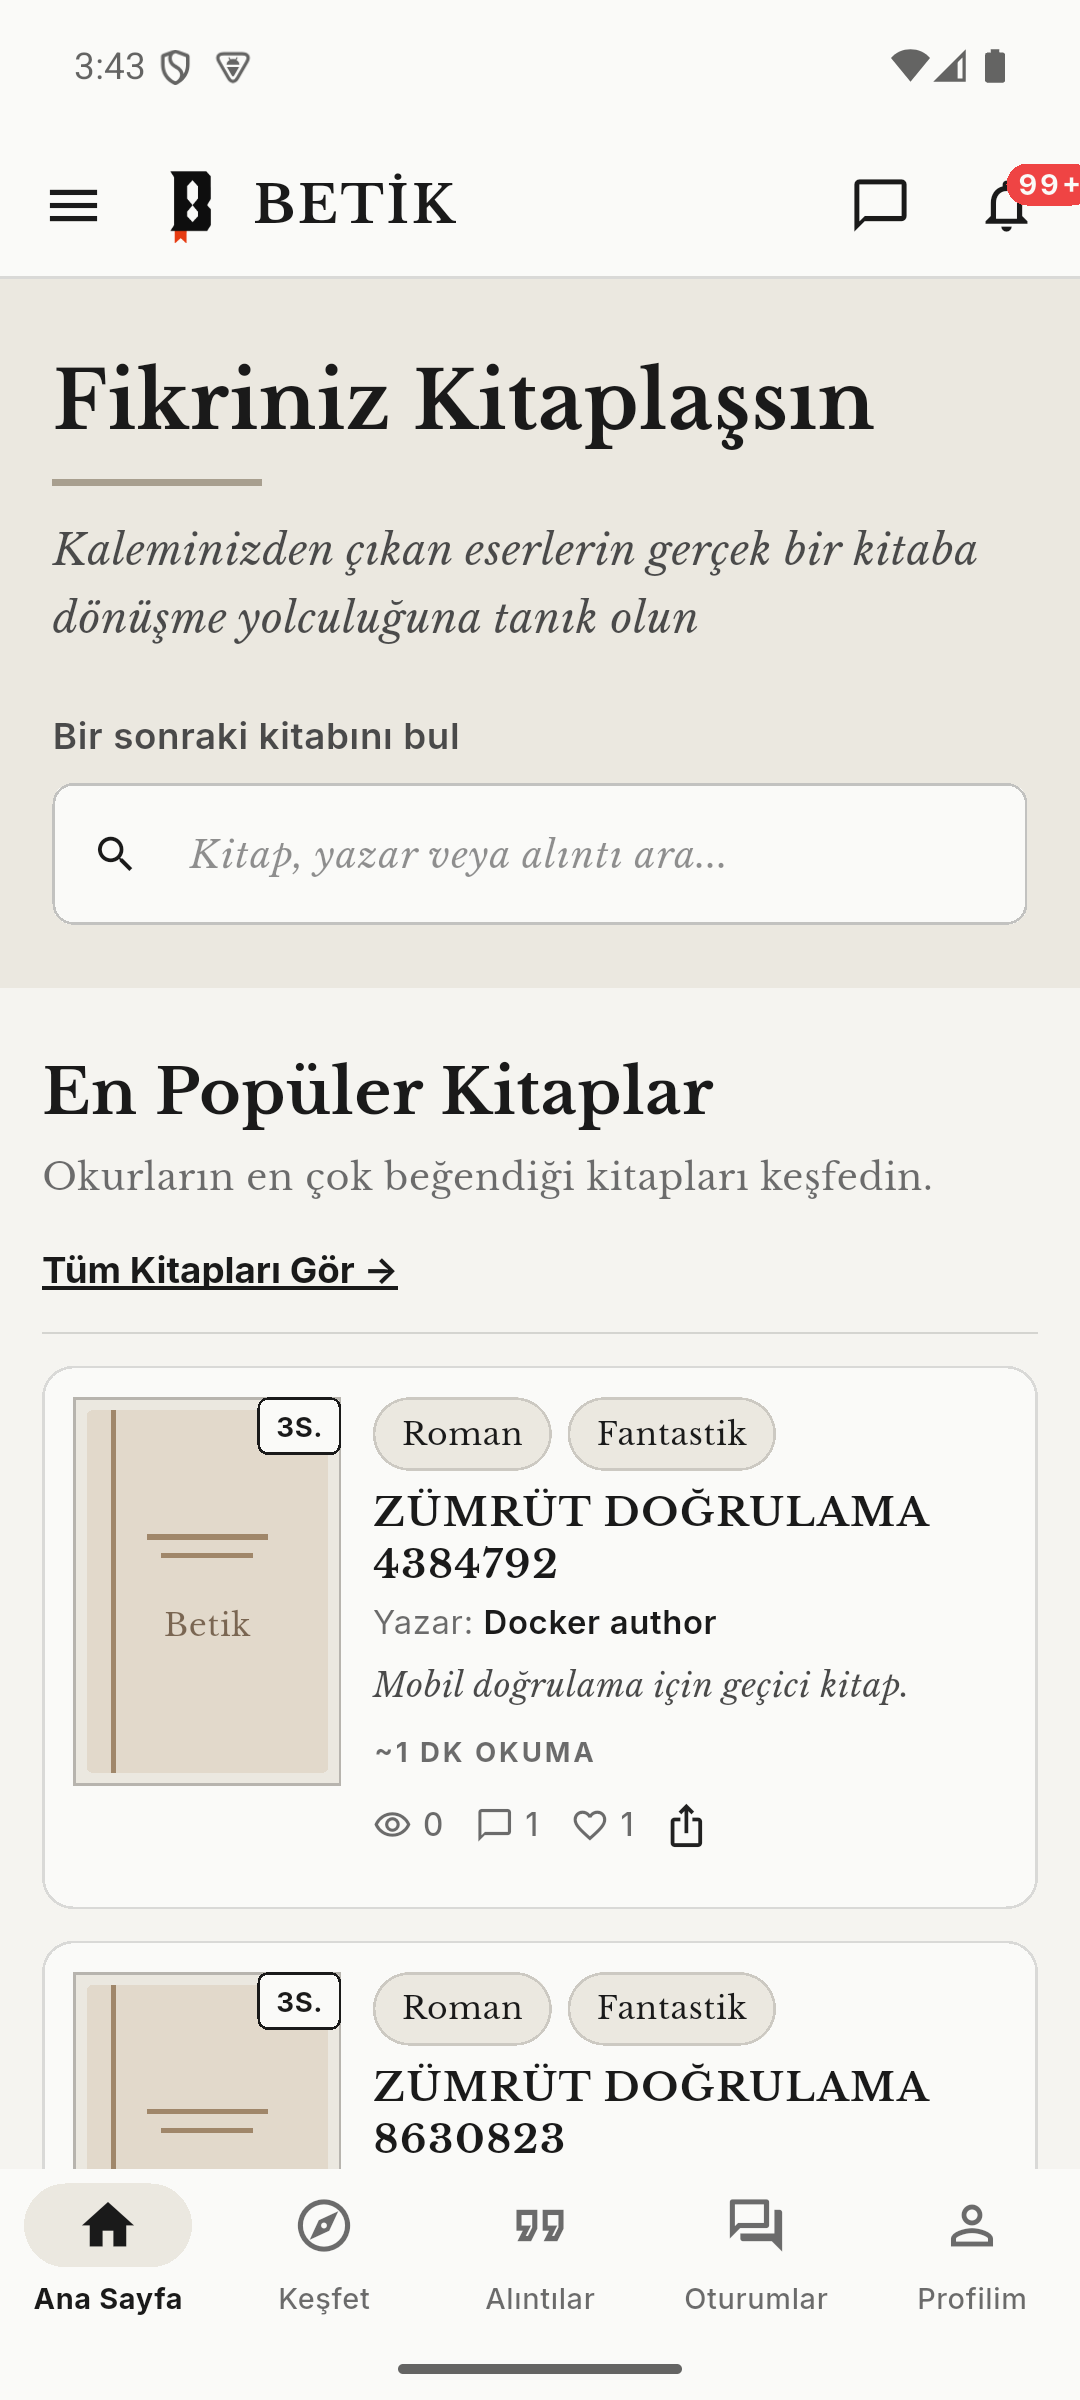 3:43
BETİK
99+
Fikriniz Kitaplaşsın
Kaleminizden çıkan eserlerin gerçek bir kitaba
dönüşme yolculuğuna tanık olun
Bir sonraki kitabını bul
Kitap, yazar veya alıntı ara...
En Popüler Kitaplar
Okurların en çok beğendiği kitapları keşfedin.
Tüm Kitapları Gör →
3S.
Betik
Roman
Fantastik
ZÜMRÜT DOĞRULAMA
4384792
Yazar: Docker author
Mobil doğrulama için geçici kitap.
~1 DK OKUMA
0
1
1
3S.
Roman
Fantastik
ZÜMRÜT DOĞRULAMA
8630823
Ana Sayfa
Keşfet
Alıntılar
Oturumlar
Profilim